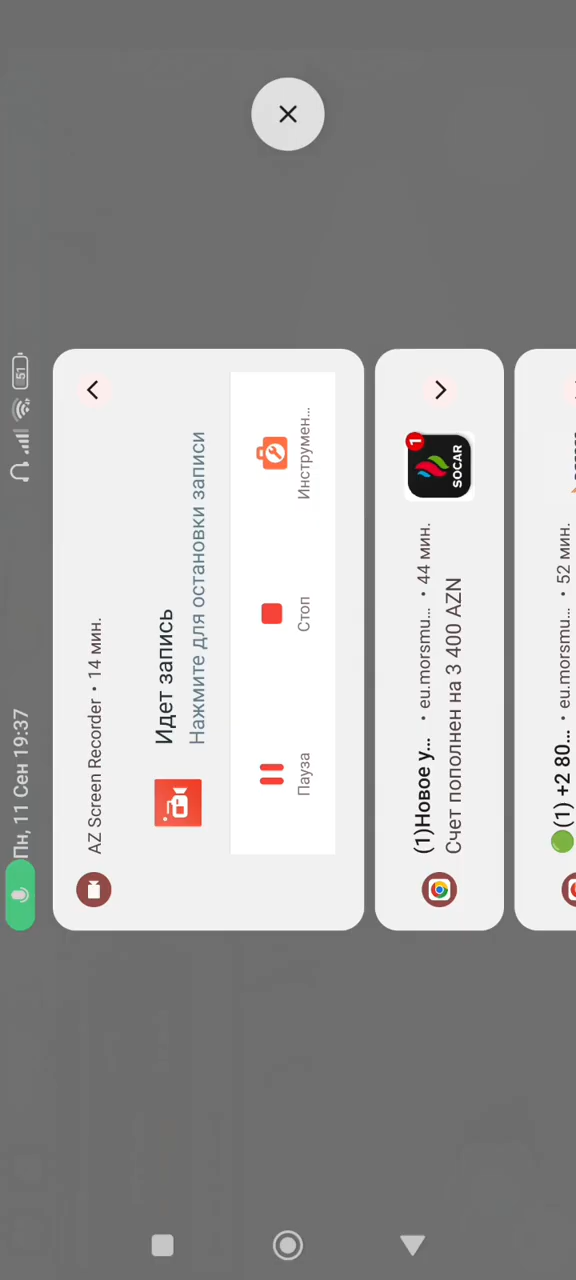 Пн, 11 Сен 19:37
51
AZ Screen Recorder • 14 мин.
Идет запись
Нажмите для остановки записи
Пауза
Стоп
Инструмен...
(1)Новое у... • eu.morsmu... • 44 мин.
Счет пополнен на 3 400 AZN
1
SOCAR
(1) +2 80... • eu.morsmu... • 52 мин.